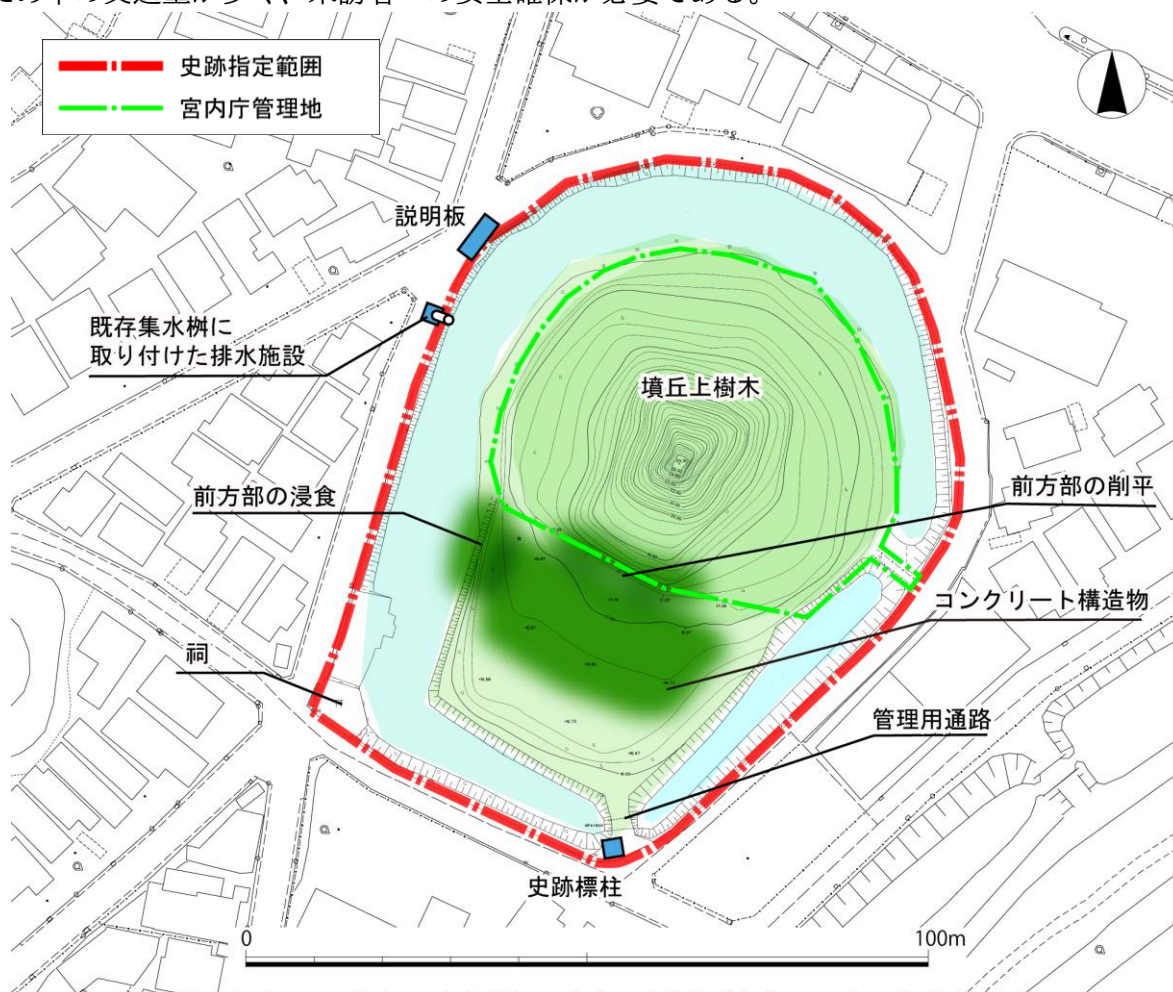 史跡指定範囲
宮内庁管理地
説明板
既存集水桝に
取り付けた排水施設
墳丘上樹木
前方部の浸食
前方部の削平
コンクリート構造物
祠
管理用通路
史跡標柱
0
100m